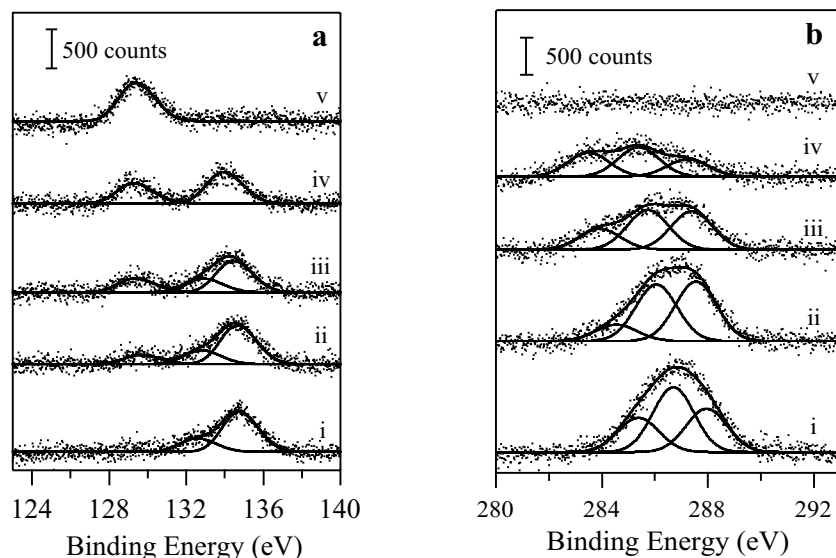 a
500 counts
v
iv
iii
ii
i
124 128 132 136 140
Binding Energy (eV)
b
500 counts
v
iv
iii
ii
i
280 284 288 292
Binding Energy (eV)